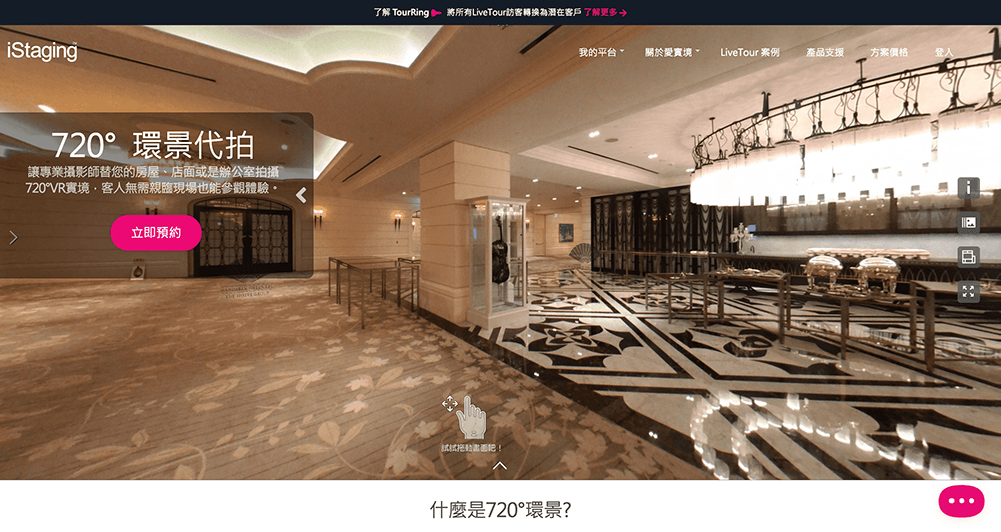 了解 TourRing 將所有LiveTour訪客轉換為潛在客戶 了解更多
iStaging
我的平台 關於愛實境 LiveTour 案例 產品支援 方案價格 登入
720° 環景代拍
讓專業攝影師替您的房屋、店面或是辦公室拍攝
720°VR實境，客人無需親臨現場也能參觀體驗。
立即預約
試試拖動畫面吧！
什麼是720°環景?